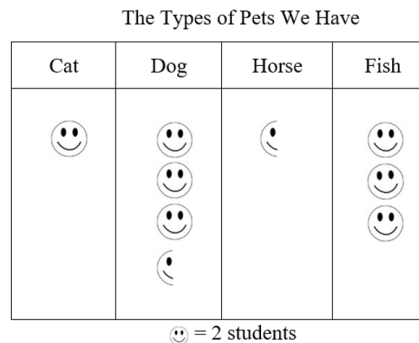 The Types of Pets We Have
Cat Dog Horse Fish
= 2 students